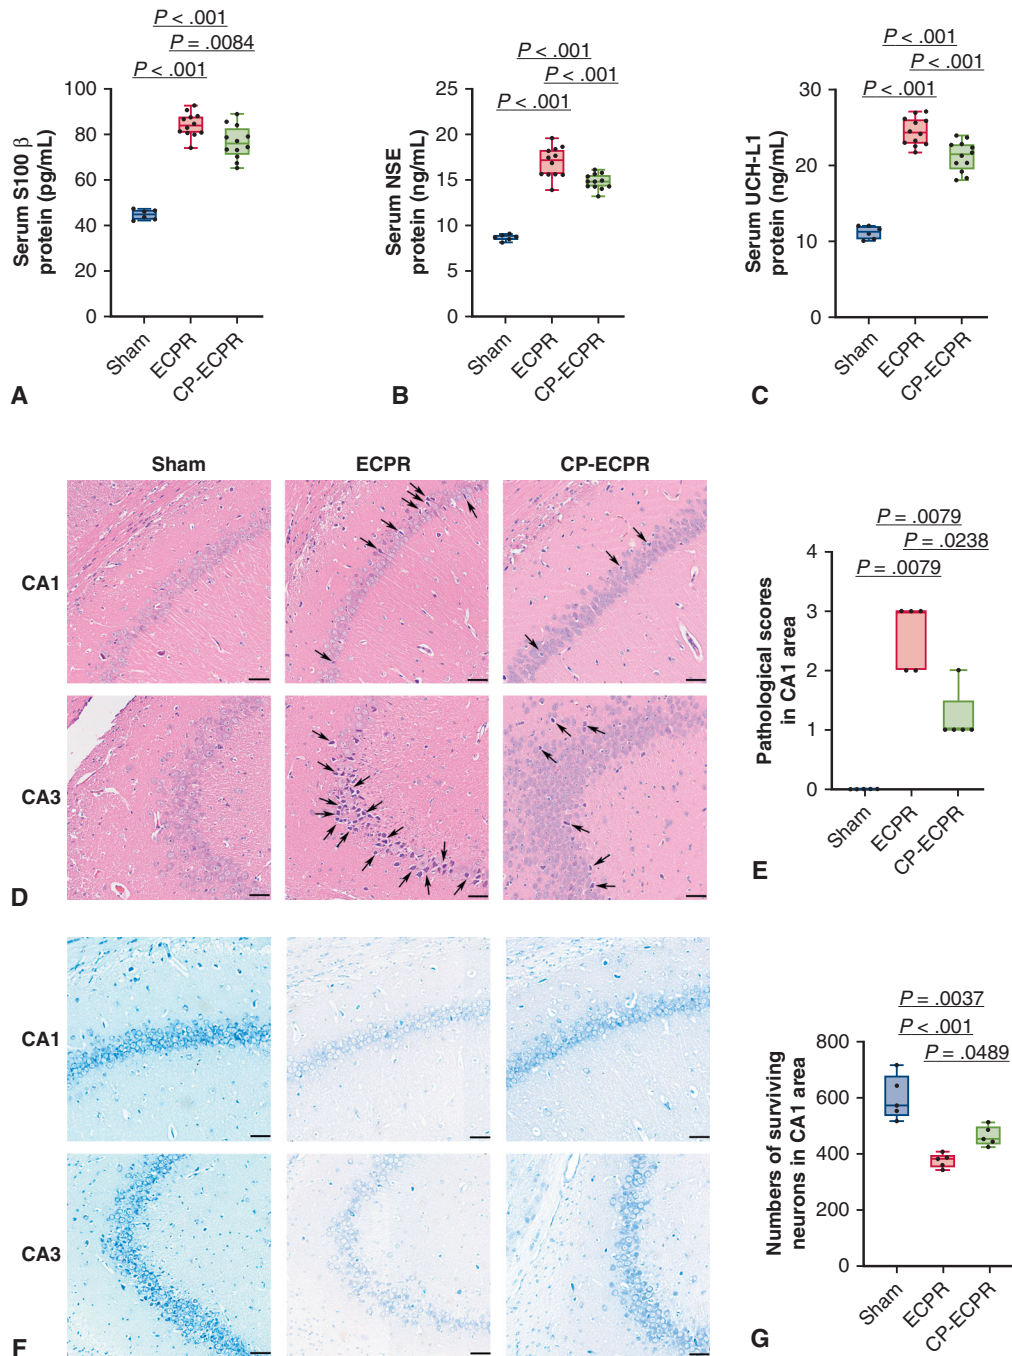 P < .001
P = .0084
P < .001
Serum S100 β
protein (pg/mL)
100
80
60
40
20
0
Sham
ECPR
CP-ECPR
A
P < .001
P < .001
P < .001
Serum NSE
protein (ng/mL)
25
20
15
10
5
0
Sham
ECPR
CP-ECPR
B
P < .001
P < .001
P < .001
Serum UCH-L1
protein (ng/mL)
30
20
10
0
Sham
ECPR
CP-ECPR
C
Sham
ECPR
CP-ECPR
CA1
CA3
D
P = .0079
P = .0238
P = .0079
Pathological scores
in CA1 area
4
3
2
1
0
Sham
ECPR
CP-ECPR
E
CA1
CA3
F
P = .0037
P < .001
P = .0489
Numbers of surviving
neurons in CA1 area
800
600
400
200
0
Sham
ECPR
CP-ECPR
G